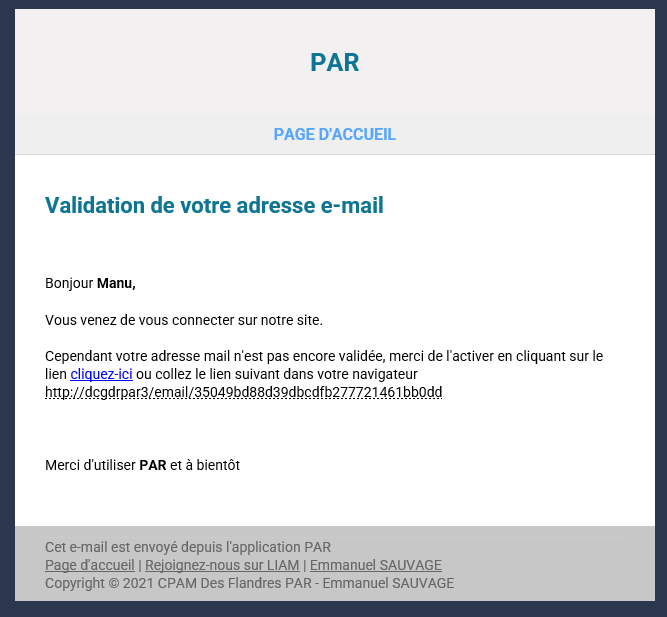 PAR
PAGE D'ACCUEIL
Validation de votre adresse e-mail
Bonjour Manu,
Vous venez de vous connecter sur notre site.
Cependant votre adresse mail n'est pas encore validée, merci de l'activer en cliquant sur le
lien cliquez-ici ou collez le lien suivant dans votre navigateur
http://dcgdrpar3/email/35049bd88d39dbcdfb277721461bb0dd
Merci d'utiliser PAR et à bientôt
Cet e-mail est envoyé depuis l'application PAR
Page d'accueil | Rejoignez-nous sur LIAM | Emmanuel SAUVAGE
Copyright © 2021 CPAM Des Flandres PAR - Emmanuel SAUVAGE